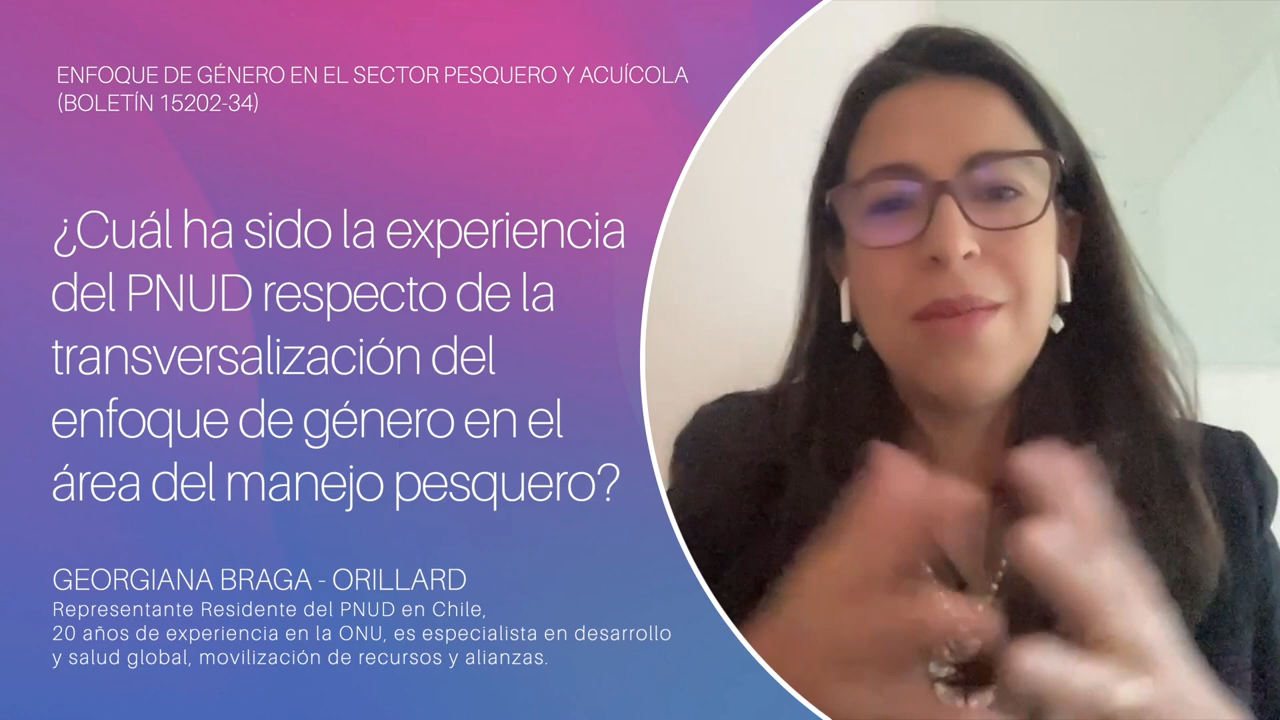 ENFOQUE DE GÉNERO EN EL SECTOR PESQUERO Y ACUÍCOLA
(BOLETÍN 15202-34)
¿Cuál ha sido la experiencia
del PNUD respecto de la
transversalización del
enfoque de género en el
área del manejo pesquero?
GEORGIANA BRAGA - ORILLARD
Representante Residente del PNUD en Chile,
20 años de experiencia en la ONU, es especialista en desarrollo
y salud global, movilización de recursos y alianzas.